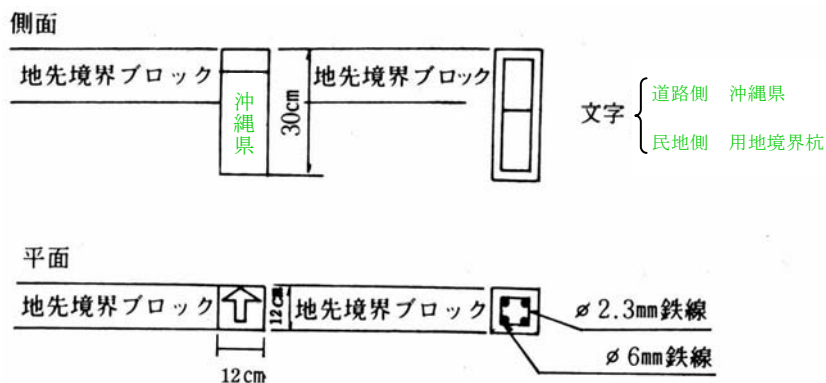 側面
地先境界ブロック
沖縄県
30cm
地先境界ブロック
文字
道路側 沖縄県
民地側 用地境界杭
平面
地先境界ブロック
12cm
地先境界ブロック
12cm
ø 2.3mm鉄線
ø 6mm鉄線